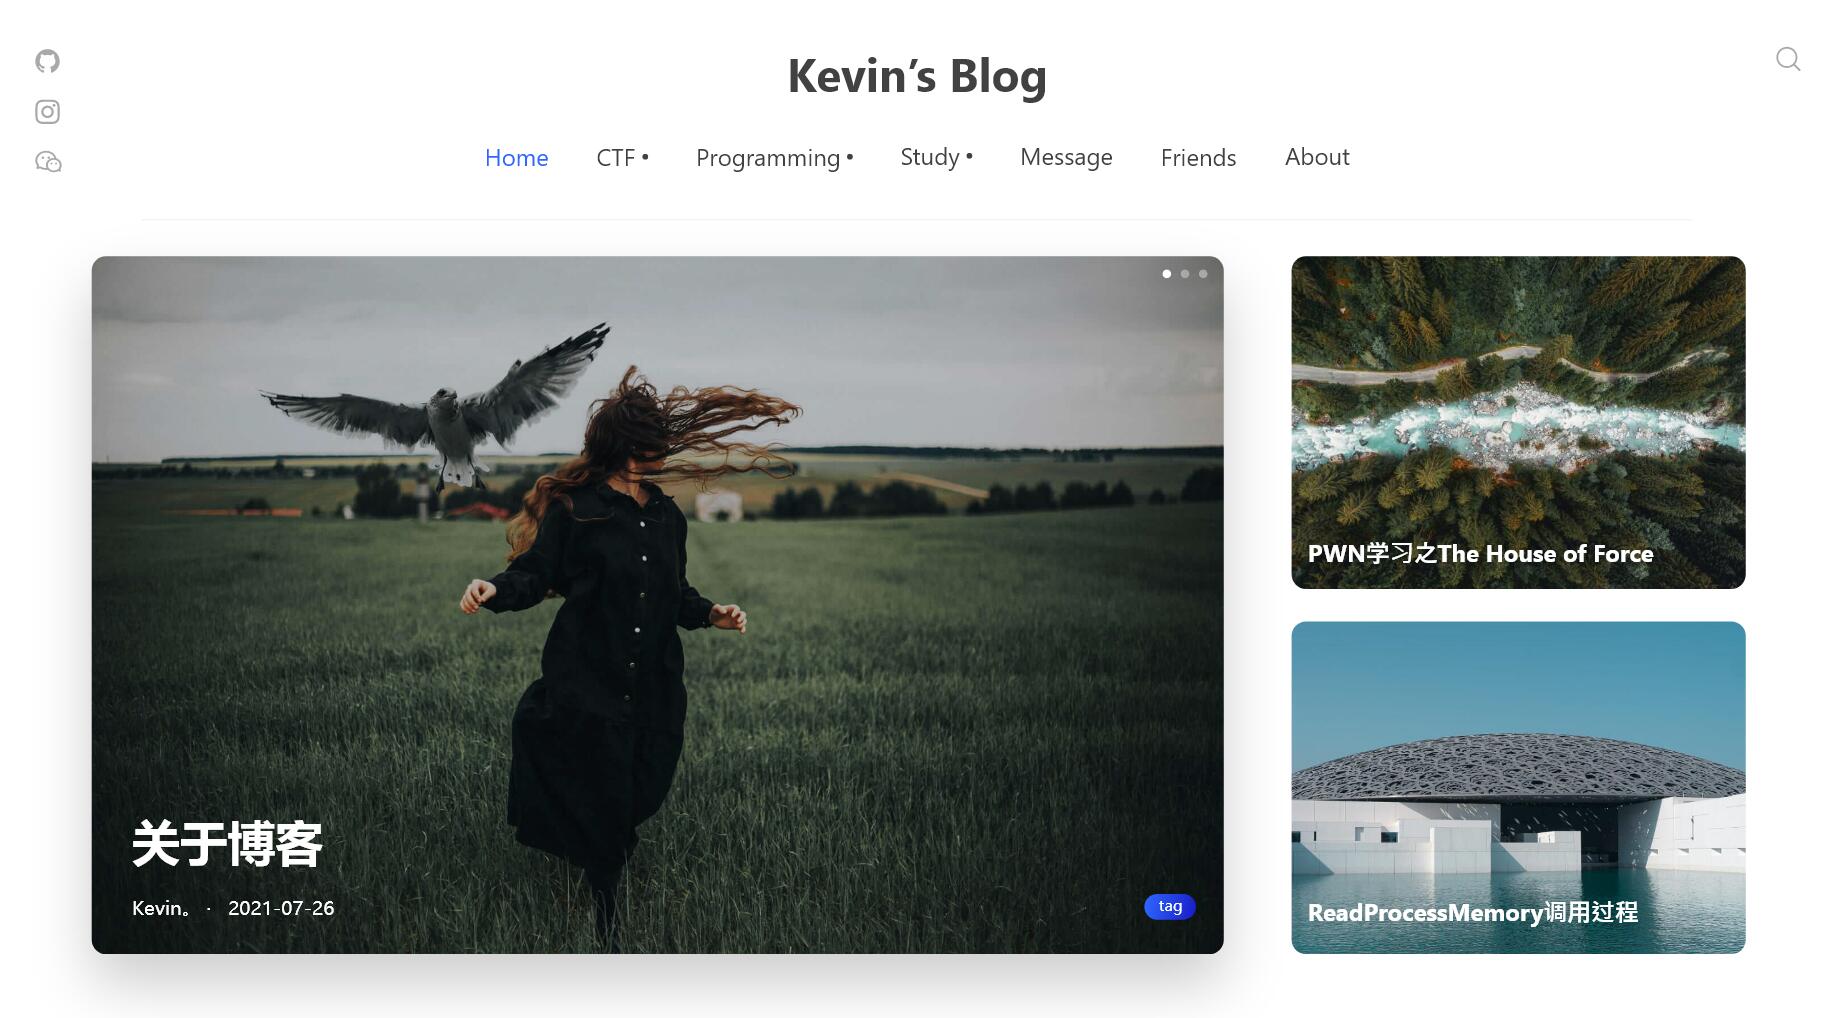 Kevin’s Blog
Home CTF • Programming • Study • Message Friends About
关于博客
Kevin。 · 2021-07-26
tag
PWN学习之The House of Force
ReadProcessMemory调用过程